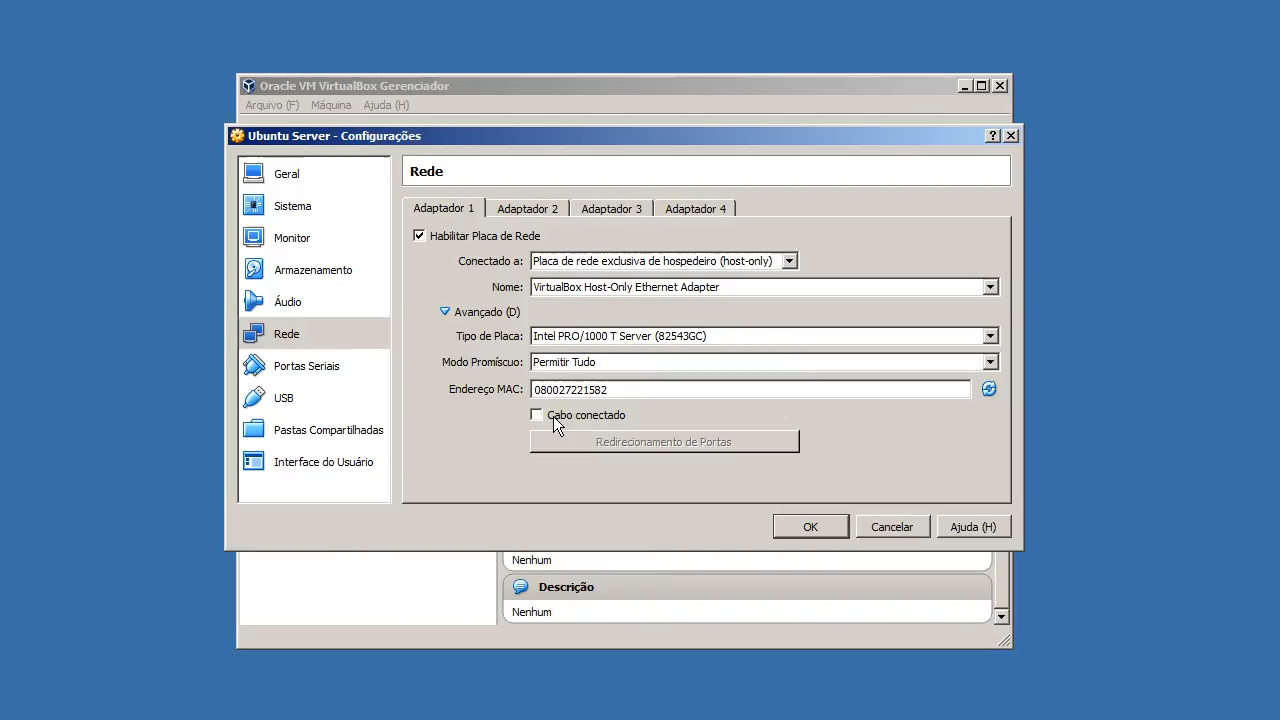 Oracle VM VirtualBox Gerenciador
Arquivo (F) Máquina Ajuda (H)
Ubuntu Server - Configurações
Geral
Sistema
Monitor
Armazenamento
Áudio
Rede
Portas Seriais
USB
Pastas Compartilhadas
Interface do Usuário
Rede
Adaptador 1 Adaptador 2 Adaptador 3 Adaptador 4
Habilitar Placa de Rede
Conectado a: Placa de rede exclusiva de hospedeiro (host-only)
Nome: VirtualBox Host-Only Ethernet Adapter
Avançado (D)
Tipo de Placa: Intel PRO/1000 T Server (82543GC)
Modo Promíscuo: Permitir Tudo
Endereço MAC: 080027221582
Cabo conectado
Redirecionamento de Portas
OK Cancelar Ajuda (H)
Nenhum
Descrição
Nenhum